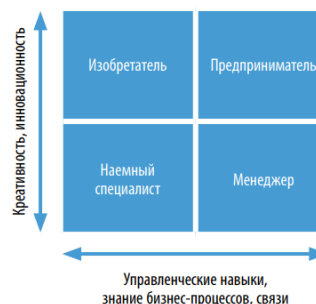 Креативность, инновационность
Изобретатель
Предприниматель
Наемный
специалист
Менеджер
Управленческие навыки,
знание бизнес-процессов, связи